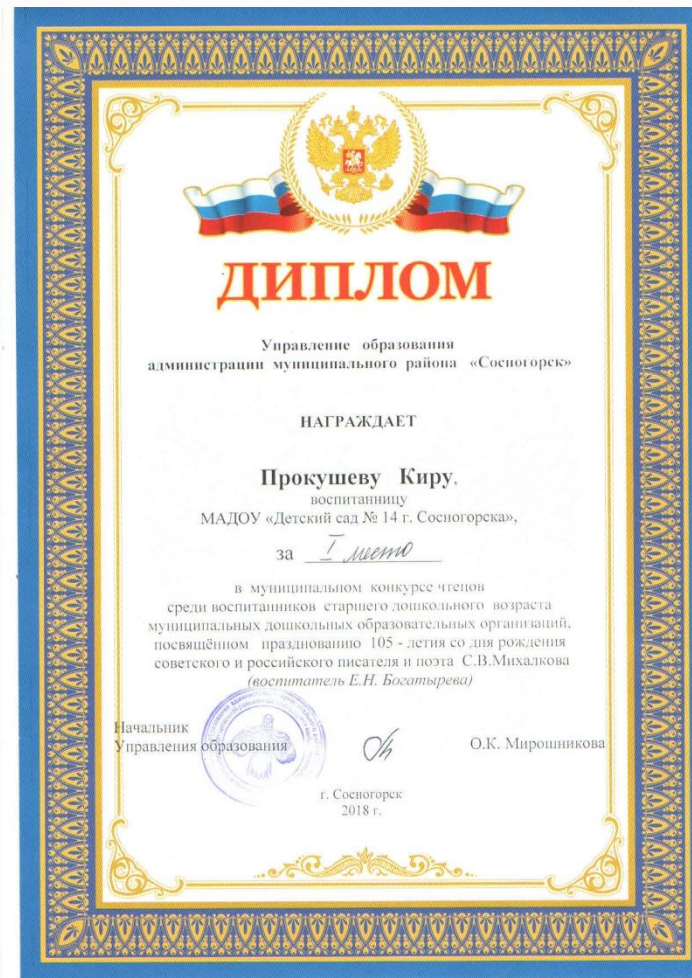 ДИПЛОМ
Управление образования
администрации муниципального района «Сосногорск»
НАГРАЖДАЕТ
Прокушеву Киру,
воспитанницу
МАДОУ «Детский сад № 14 г. Сосногорска»,
за I место
в муниципальном конкурсе чтецов
среди воспитанников старшего дошкольного возраста
муниципальных дошкольных образовательных организаций,
посвящённом празднованию 105 - летия со дня рождения
советского и российского писателя и поэта С.В.Михалкова
(воспитатель Е.Н. Богатырева)
Начальник
Управления образования О.К. Мирошникова
г. Сосногорск
2018 г.